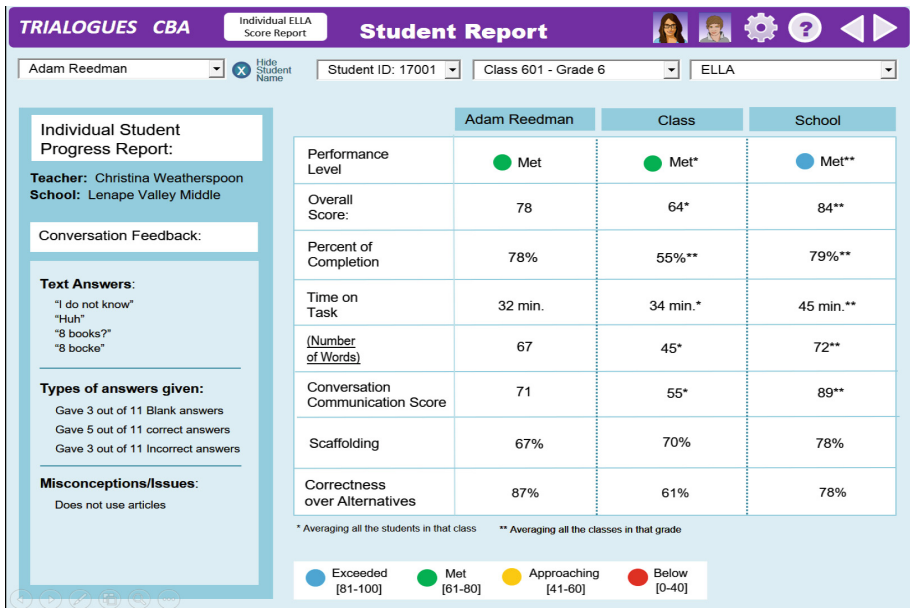 TRIALOGUES CBA
Individual ELLA
Score Report
Student Report
?
Adam Reedman
X
Hide
Student
Name
Student ID: 17001
Class 601 - Grade 6
ELLA
Individual Student
Progress Report:
Teacher: Christina Weatherspoon
School: Lenape Valley Middle
Conversation Feedback:
Text Answers:
"I do not know"
"Huh"
"8 books?"
"8 bocke"
Types of answers given:
Gave 3 out of 11 Blank answers
Gave 5 out of 11 correct answers
Gave 3 out of 11 Incorrect answers
Misconceptions/Issues:
Does not use articles
Adam Reedman Class School
Performance
Level
Met Met* Met**
Overall
Score:
78 64* 84**
Percent of
Completion
78% 55%** 79%**
Time on
Task
32 min. 34 min.* 45 min.**
(Number
of Words)
67 45* 72**
Conversation
Communication Score
71 55* 89**
Scaffolding 67% 70% 78%
Correctness
over Alternatives
87% 61% 78%
* Averaging all the students in that class ** Averaging all the classes in that grade
Exceeded
[81-100]
Met
[61-80]
Approaching
[41-60]
Below
[0-40]